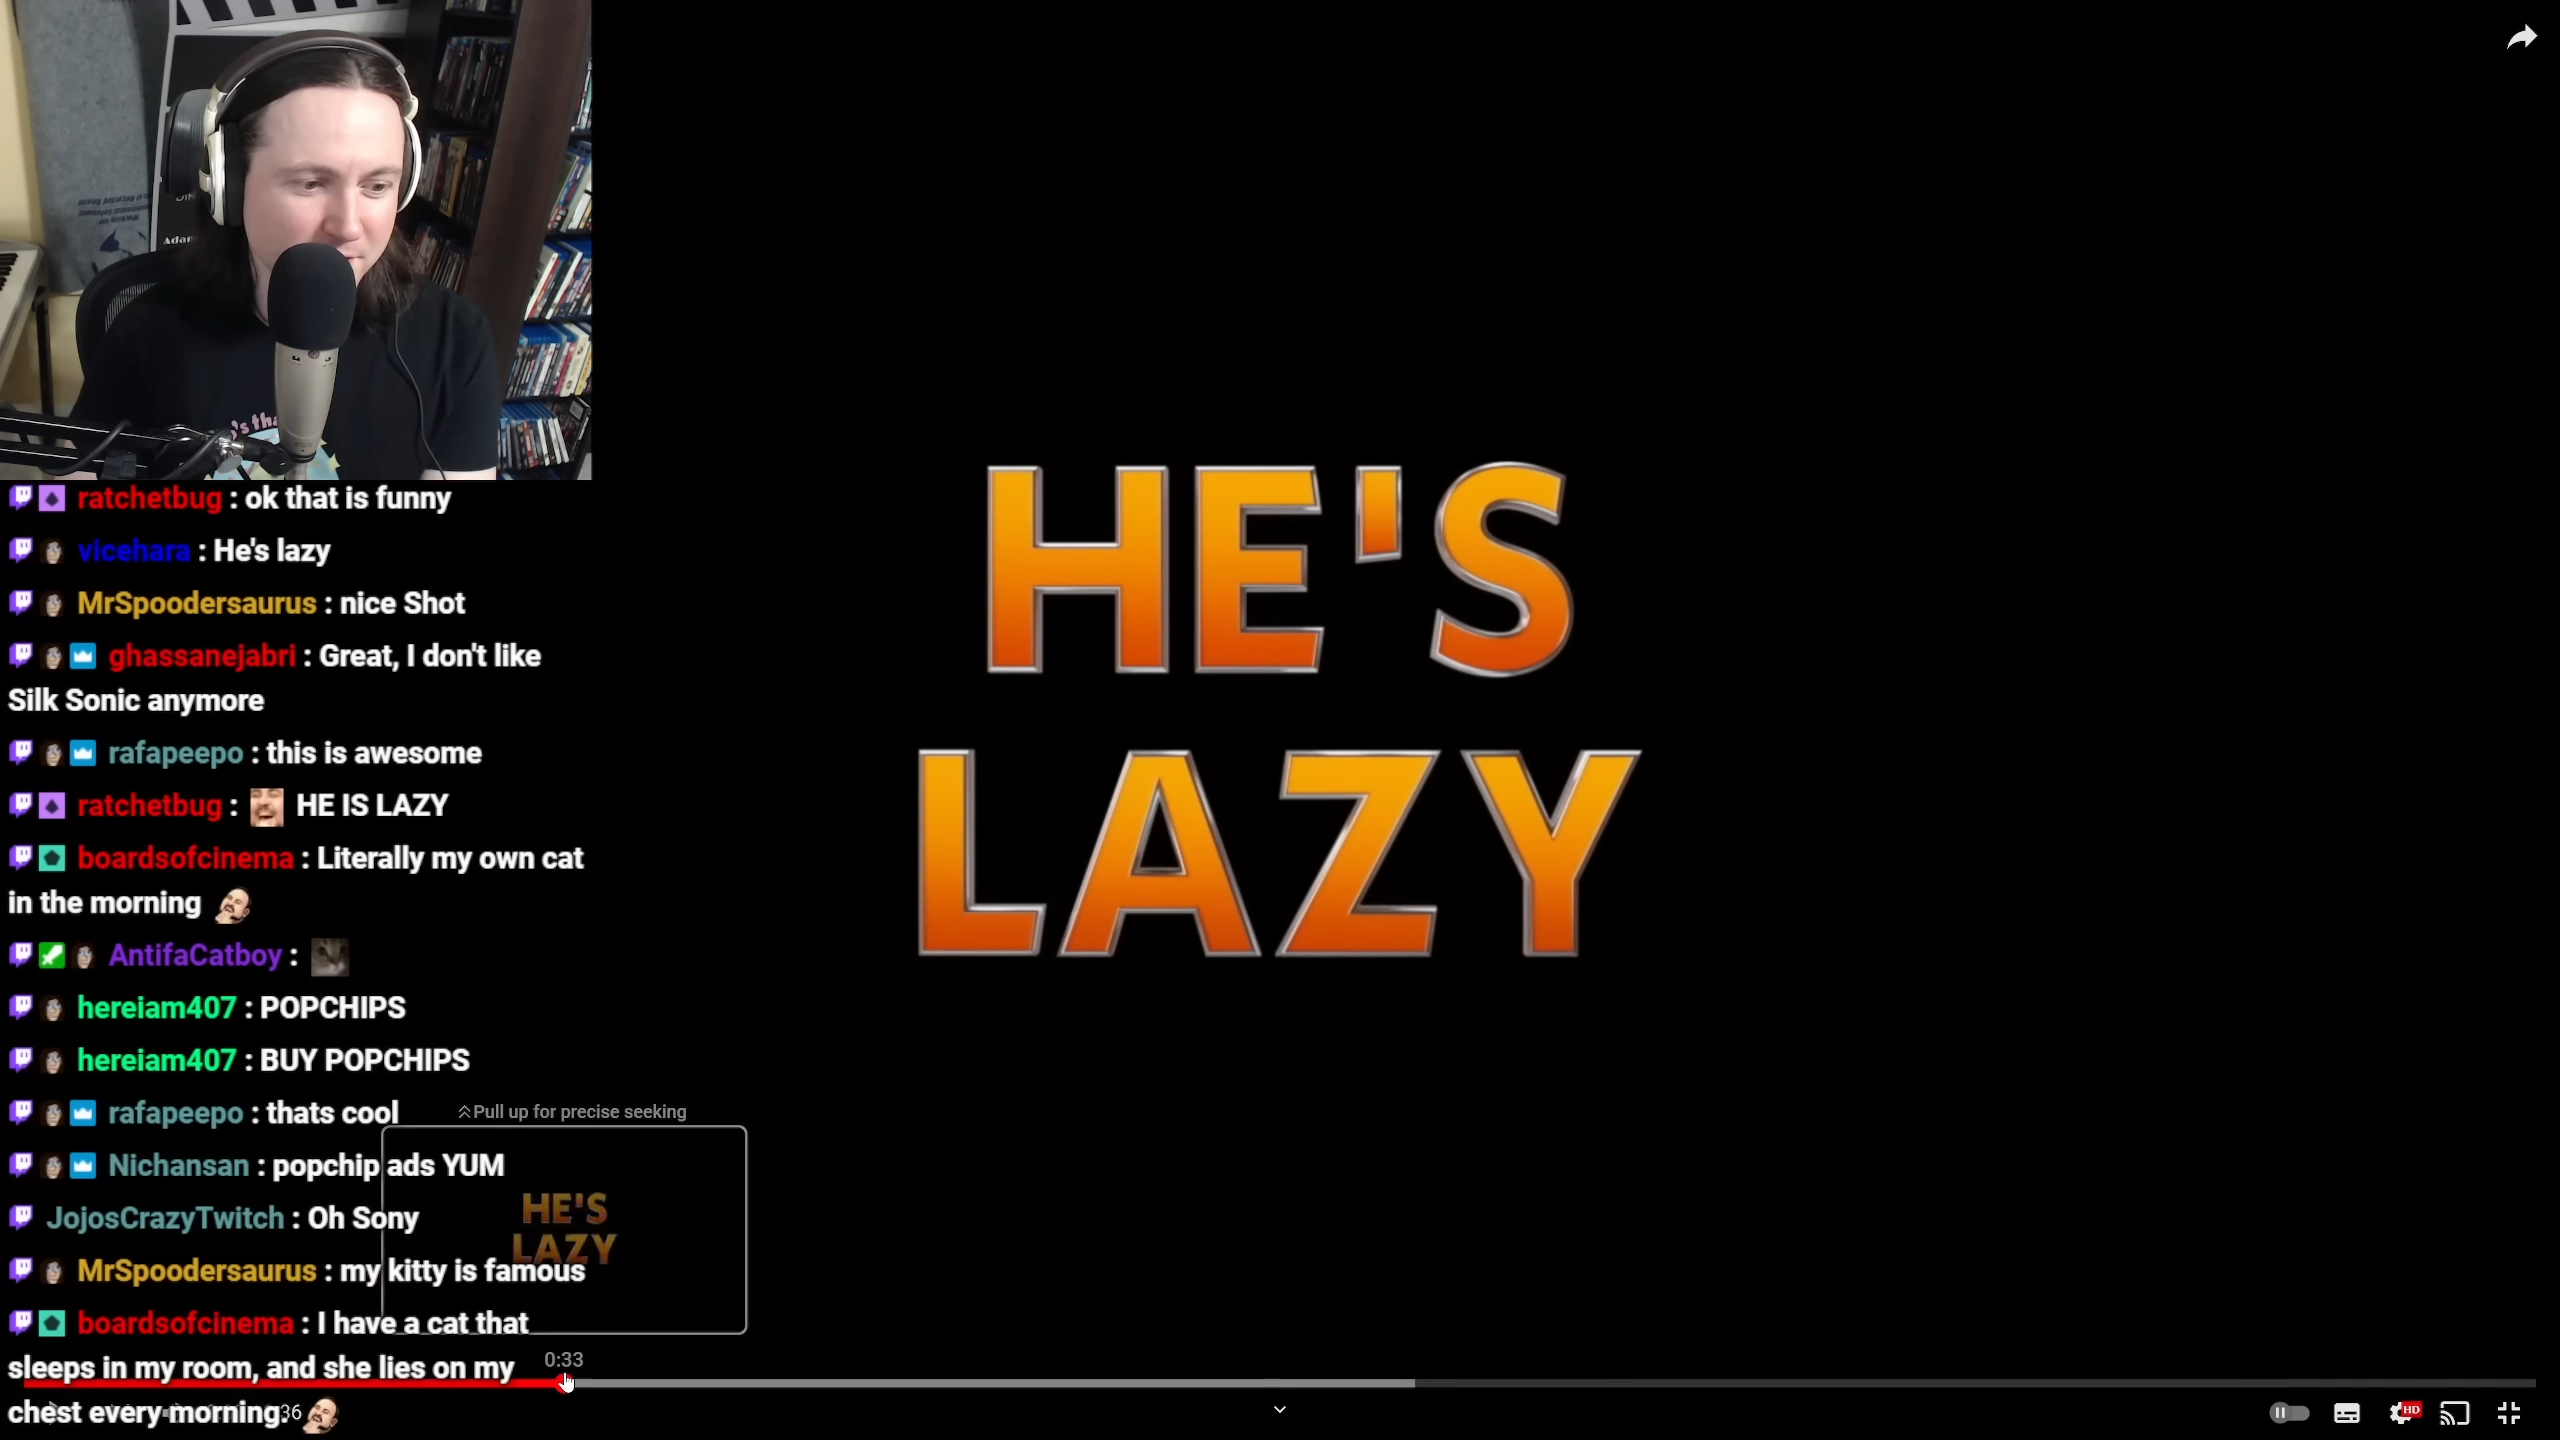 Adam
's tha
ratchetbug : ok that is funny
vicehara : He's lazy
MrSpoodersaurus : nice Shot
ghassanejabri : Great, I don't like
Silk Sonic anymore
rafapeepo : this is awesome
ratchetbug : HE IS LAZY
boardsofcinema : Literally my own cat
in the morning
AntifaCatboy :
hereiam407 : POPCHIPS
hereiam407 : BUY POPCHIPS
rafapeepo : thats cool
Nichansan : popchip ads YUM
JojosCrazyTwitch : Oh Sony
MrSpoodersaurus : my kitty is famous
boardsofcinema : I have a cat that
sleeps in my room, and she lies on my
chest every morning.
HE'S
LAZY
Pull up for precise seeking
HE'S
LAZY
0:33
36
HD